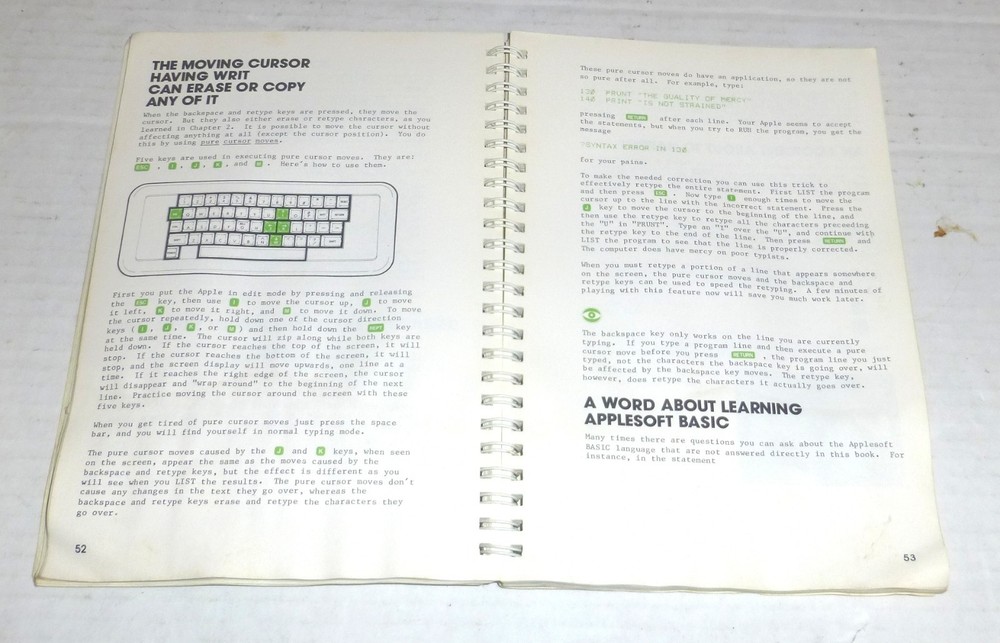 THE MOVING CURSOR
HAVING WRIT
CAN ERASE OR COPY
ANY OF IT
When the backspace and retype keys are pressed, they move the
cursor. But they also either erase or retype characters, as you
learned in Chapter 2. It is possible to move the cursor without
affecting anything at all (except the cursor position). You do
this by using pure cursor moves.
Five keys are used in executing pure cursor moves. They are:
ESC , I , J , K , and M . Here's how to use them.
First you put the Apple in edit mode by pressing and releasing
the ESC key, then use I to move the cursor up, J to move
it left, K to move it right, and M to move it down. To move
the cursor repeatedly, hold down one of the cursor direction
keys ( I , J , K , or M ) and then hold down the REPT key
at the same time. The cursor will zip along while both keys are
held down. If the cursor reaches the top of the screen, it will
stop. If the cursor reaches the bottom of the screen, it will
stop, and the screen display will move upwards, one line at a
time. If it reaches the right edge of the screen, the cursor
will disappear and "wrap around" to the beginning of the next
line. Practice moving the cursor around the screen with these
five keys.
When you get tired of pure cursor moves just press the space
bar, and you will find yourself in normal typing mode.
The pure cursor moves caused by the J and K keys, when seen
on the screen, appear the same as the moves caused by the
backspace and retype keys, but the effect is different as you
will see when you LIST the results. The pure cursor moves don't
cause any changes in the text they go over, whereas the
backspace and retype keys erase and retype the characters they
go over.
52
These pure cursor moves do have an application, so they are not
so pure after all. For example, type:
130 PRUNT "THE QUALITY OF MERCY"
140 PRINT "IS NOT STRAINED"
pressing RETURN after each line. Your Apple seems to accept
the statements, but when you try to RUN the program, you get the
message
?SYNTAX ERROR IN 130
for your pains.
To make the needed correction you can use this trick to
effectively retype the entire statement. First LIST the program
and then press ESC . Now type I enough times to move the
cursor up to the line with the incorrect statement. Press the
J key to move the cursor to the beginning of the line, and
then use the retype key to retype all the characters preceeding
the "U" in "PRUNT". Type an "I" over the "U", and continue with
the retype key to the end of the line. Then press RETURN and
LIST the program to see that the line is properly corrected.
The computer does have mercy on poor typists.
When you must retype a portion of a line that appears somewhere
on the screen, the pure cursor moves and the backspace and
retype keys can be used to speed the retyping. A few minutes of
playing with this feature now will save you much work later.
The backspace key only works on the line you are currently
typing. If you type a program line and then execute a pure
cursor move before you press RETURN , the program line you just
typed, not the characters the backspace key is going over, will
be affected by the backspace key moves. The retype key,
however, does retype the characters it actually goes over.
A WORD ABOUT LEARNING
APPLESOFT BASIC
Many times there are questions you can ask about the Applesoft
BASIC language that are not answered directly in this book. For
instance, in the statement
53